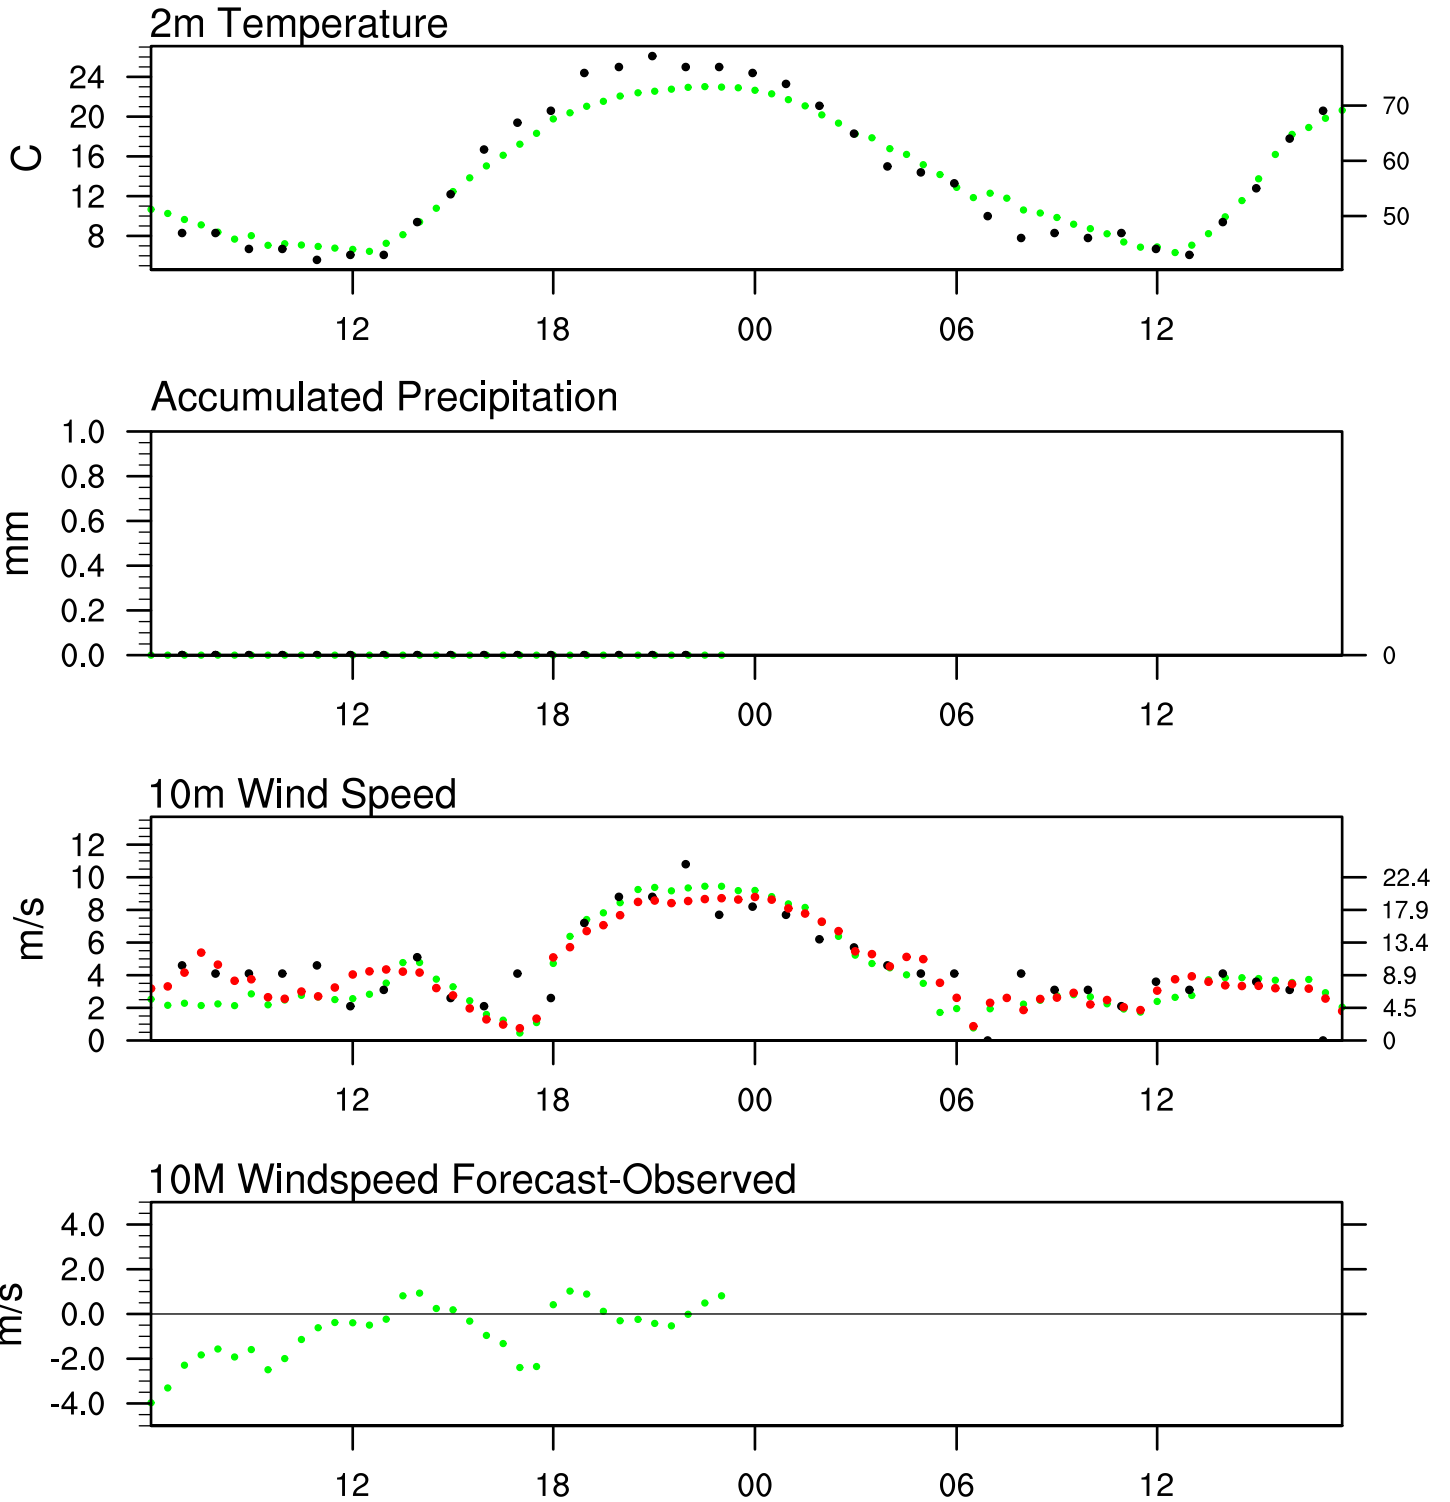 2m Temperature
C
24
20
16
12
8
70
60
50
12 18 00 06 12
Accumulated Precipitation
mm
1.0
0.8
0.6
0.4
0.2
0.0
0
12 18 00 06 12
10m Wind Speed
m/s
12
10
8
6
4
2
0
22.4
17.9
13.4
8.9
4.5
0
12 18 00 06 12
10M Windspeed Forecast-Observed
m/s
4.0
2.0
0.0
-2.0
-4.0
12 18 00 06 12